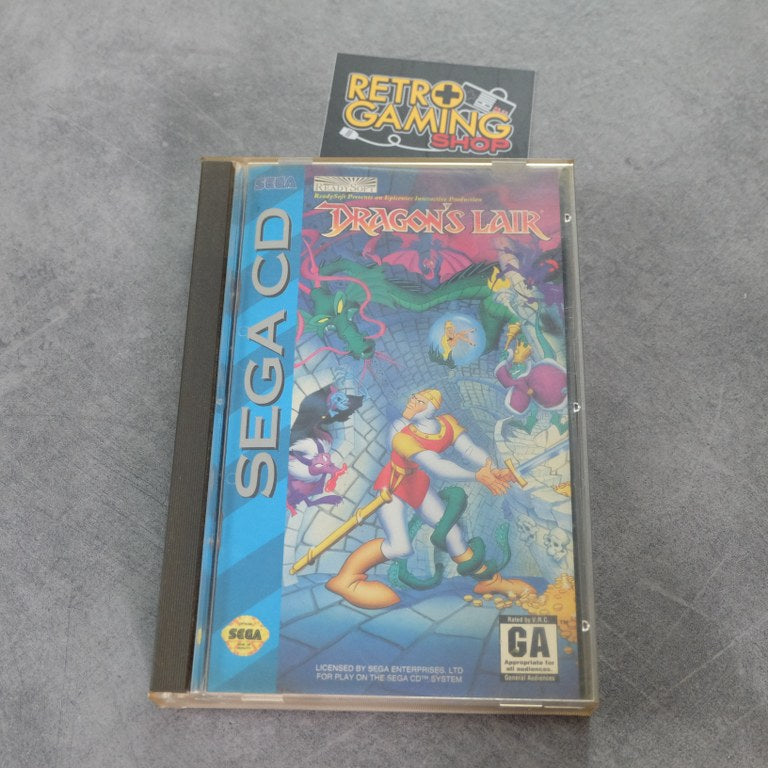 RETRO
GAMING
SHOP
SEGA
READYSOFT
ReadySoft Presents an Epicenter Interactive Production
DRAGON'S LAIR
SEGA CD
SEGA
LICENSED BY SEGA ENTERPRISES, LTD
FOR PLAY ON THE SEGA CD™ SYSTEM
Rated by V.R.C.
GA
TM
Appropriate for
all audiences.
General Audiences